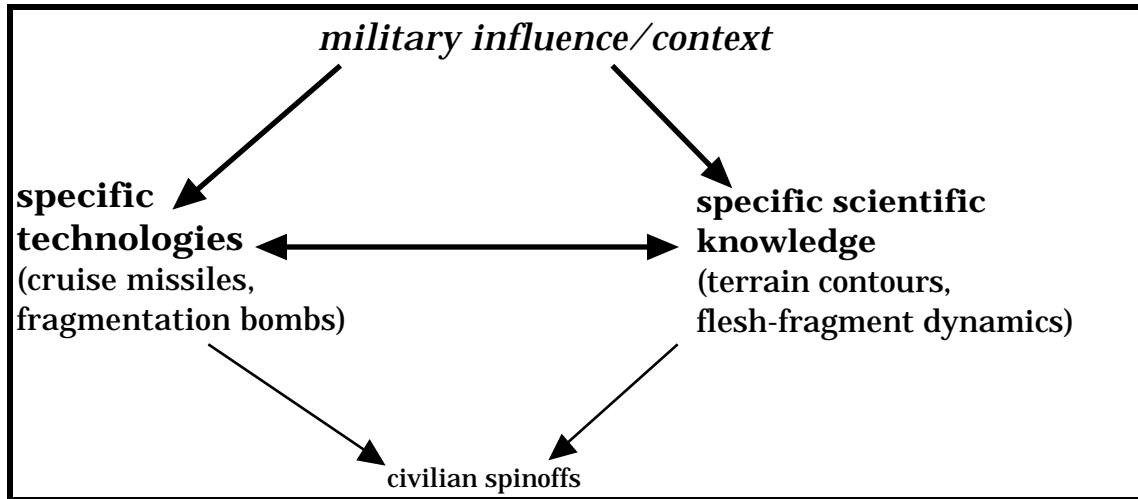 military influence/context
specific
technologies
(cruise missiles,
fragmentation bombs)
specific scientific
knowledge
(terrain contours,
flesh-fragment dynamics)
civilian spinoffs